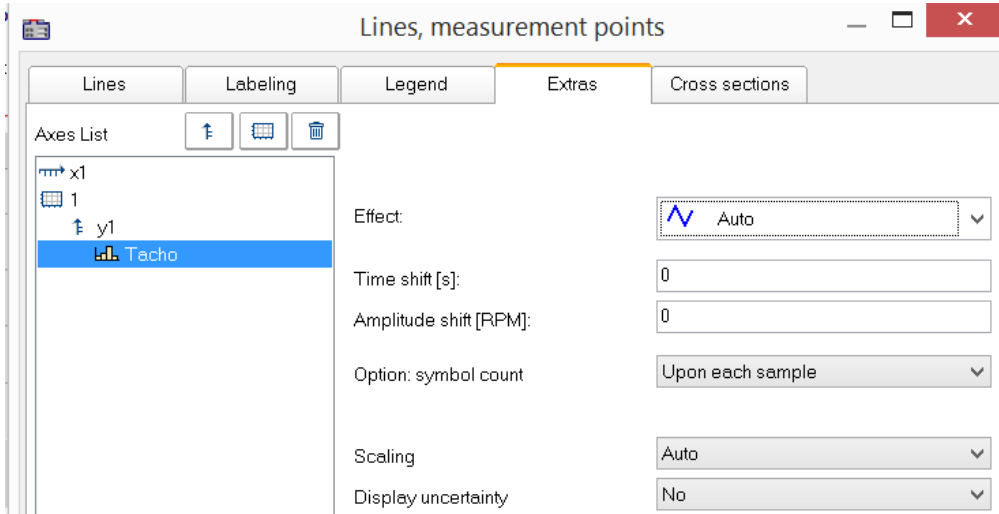 Lines, measurement points
Lines
Labeling
Legend
Extras
Cross sections
Axes List
x1
1
y1
Tacho
Effect:
Auto
Time shift [s]:
0
Amplitude shift [RPM]:
0
Option: symbol count
Upon each sample
Scaling
Auto
Display uncertainty
No